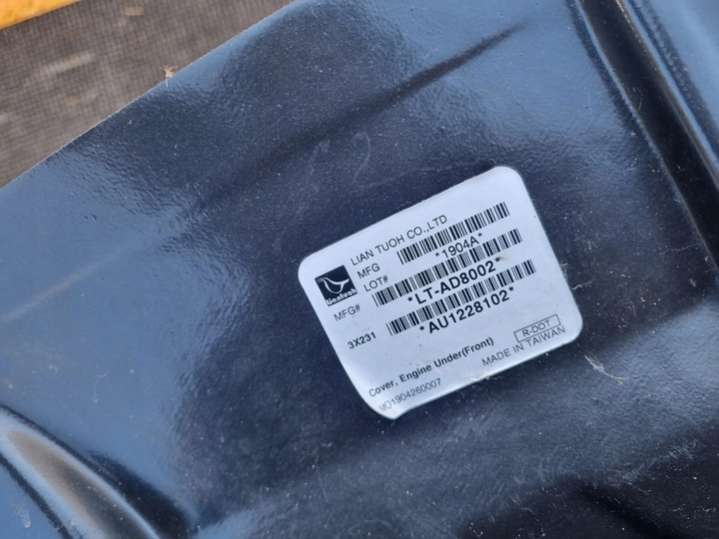 LIAN TUOH CO.,LTD
MFG LOT# *1904A*
MFG# *LT-AD8002*
3X231 *AU1228102*
R-DOT
Cover, Engine Under(Front) MADE IN TAIWAN
M01904260007